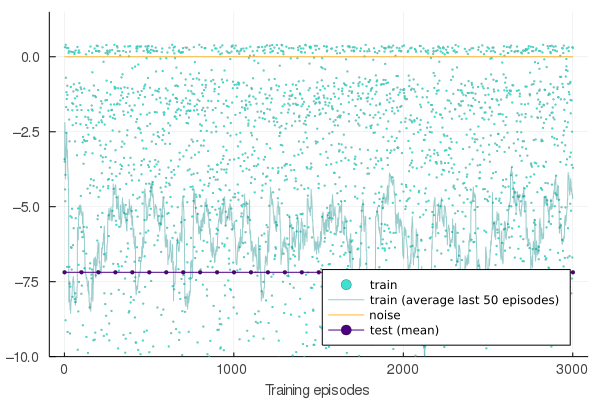 0.0
−2.5
−5.0
−7.5
−10.0
train
train (average last 50 episodes)
noise
test (mean)
0
1000
2000
3000
Training episodes